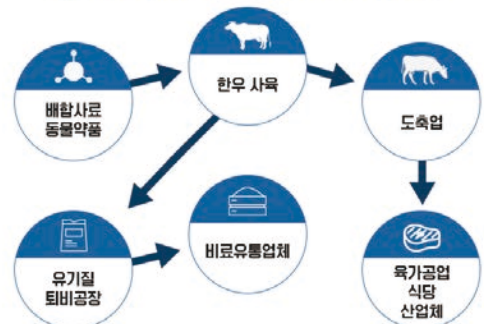 배합사료
동물약품
한우 사육
도축업
유기질
퇴비공장
비료유통업체
육가공업
식당
산업체